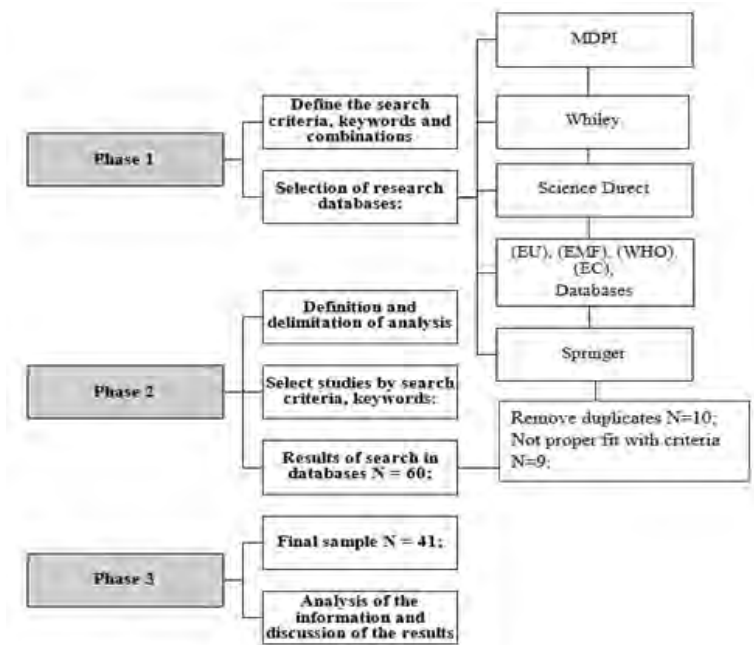 Phase 1
Define the search
criteria, keywords and
combinations
Selection of research
databases:
MDPI
Whiley
Science Direct
(EU), (EMF), (WHO)
(EC),
Databases
Springer
Phase 2
Definition and
delimitation of analysis
Select studies by search
criteria, keywords:
Results of search in
databases N = 60;
Remove duplicates N=10;
Not proper fit with criteria
N=9;
Phase 3
Final sample N = 41;
Analysis of the
information and
discussion of the results